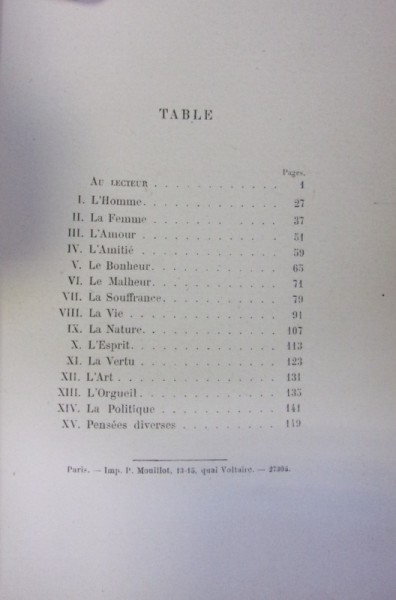 TABLE
Pages.
AU LECTEUR . . . . . . . . . . . . 1
I. L'Homme. . . . . . . . . . . . 27
II. La Femme . . . . . . . . . . . 37
III. L'Amour . . . . . . . . . . . . 51
IV. L'Amitié . . . . . . . . . . . . 59
V. Le Bonheur. . . . . . . . . . . 65
VI. Le Malheur. . . . . . . . . . . 71
VII. La Souffrance. . . . . . . . . . 79
VIII. La Vie . . . . . . . . . . . . 91
IX. La Nature. . . . . . . . . . . 107
X. L'Esprit. . . . . . . . . . . . 113
XI. La Vertu . . . . . . . . . . . 123
XII. L'Art . . . . . . . . . . . . . 131
XIII. L'Orgueil . . . . . . . . . . . 135
XIV. La Politique . . . . . . . . . . 141
XV. Pensées diverses . . . . . . . . . 149
Paris. — Imp. P. Mouillot, 13-15, quai Voltaire. — 27304.